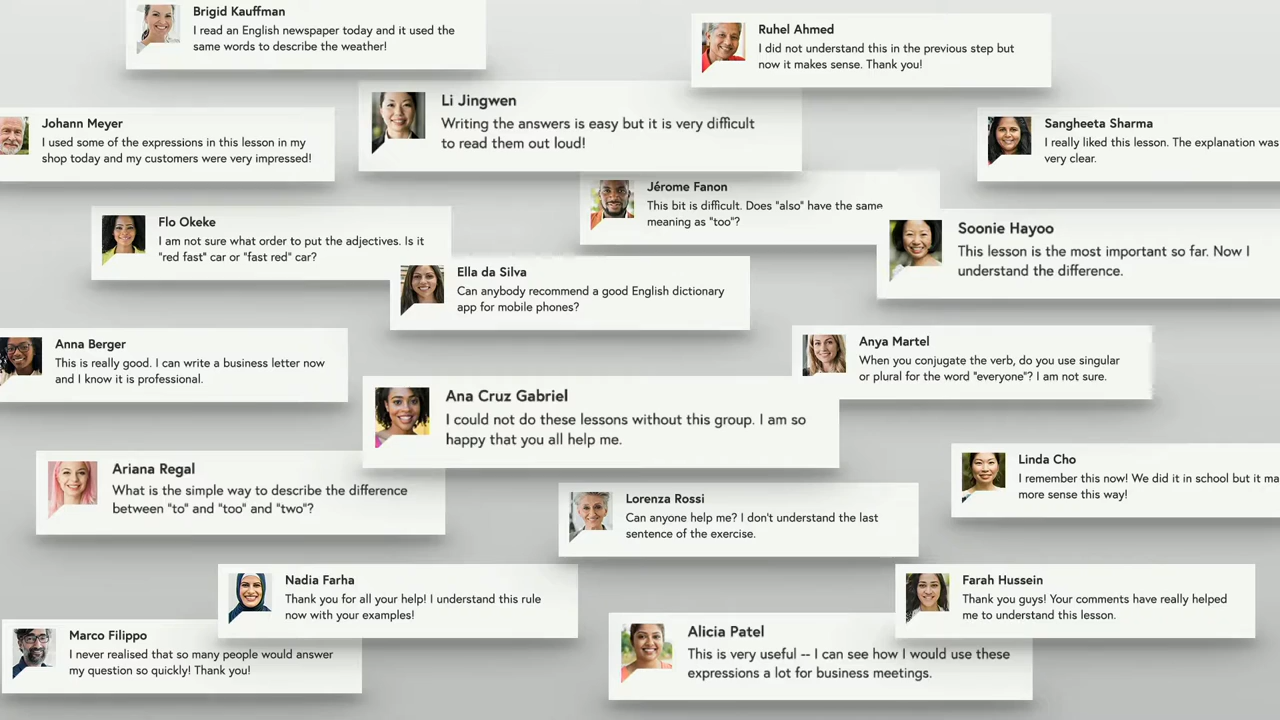 Brigid Kauffman
I read an English newspaper today and it used the
same words to describe the weather!
Ruhel Ahmed
I did not understand this in the previous step but
now it makes sense. Thank you!
Li Jingwen
Writing the answers is easy but it is very difficult
to read them out loud!
Johann Meyer
I used some of the expressions in this lesson in my
shop today and my customers were very impressed!
Sangheeta Sharma
I really liked this lesson. The explanation was
very clear.
Jérome Fanon
This bit is difficult. Does "also" have the same
meaning as "too"?
Flo Okeke
I am not sure what order to put the adjectives. Is it
"red fast" car or "fast red" car?
Soonie Hayoo
This lesson is the most important so far. Now I
understand the difference.
Ella da Silva
Can anybody recommend a good English dictionary
app for mobile phones?
Anna Berger
This is really good. I can write a business letter now
and I know it is professional.
Anya Martel
When you conjugate the verb, do you use singular
or plural for the word "everyone"? I am not sure.
Ana Cruz Gabriel
I could not do these lessons without this group. I am so
happy that you all help me.
Ariana Regal
What is the simple way to describe the difference
between "to" and "too" and "two"?
Linda Cho
I remember this now! We did it in school but it ma
more sense this way!
Lorenza Rossi
Can anyone help me? I don't understand the last
sentence of the exercise.
Nadia Farha
Thank you for all your help! I understand this rule
now with your examples!
Farah Hussein
Thank you guys! Your comments have really helped
me to understand this lesson.
Marco Filippo
I never realised that so many people would answer
my question so quickly! Thank you!
Alicia Patel
This is very useful -- I can see how I would use these
expressions a lot for business meetings.